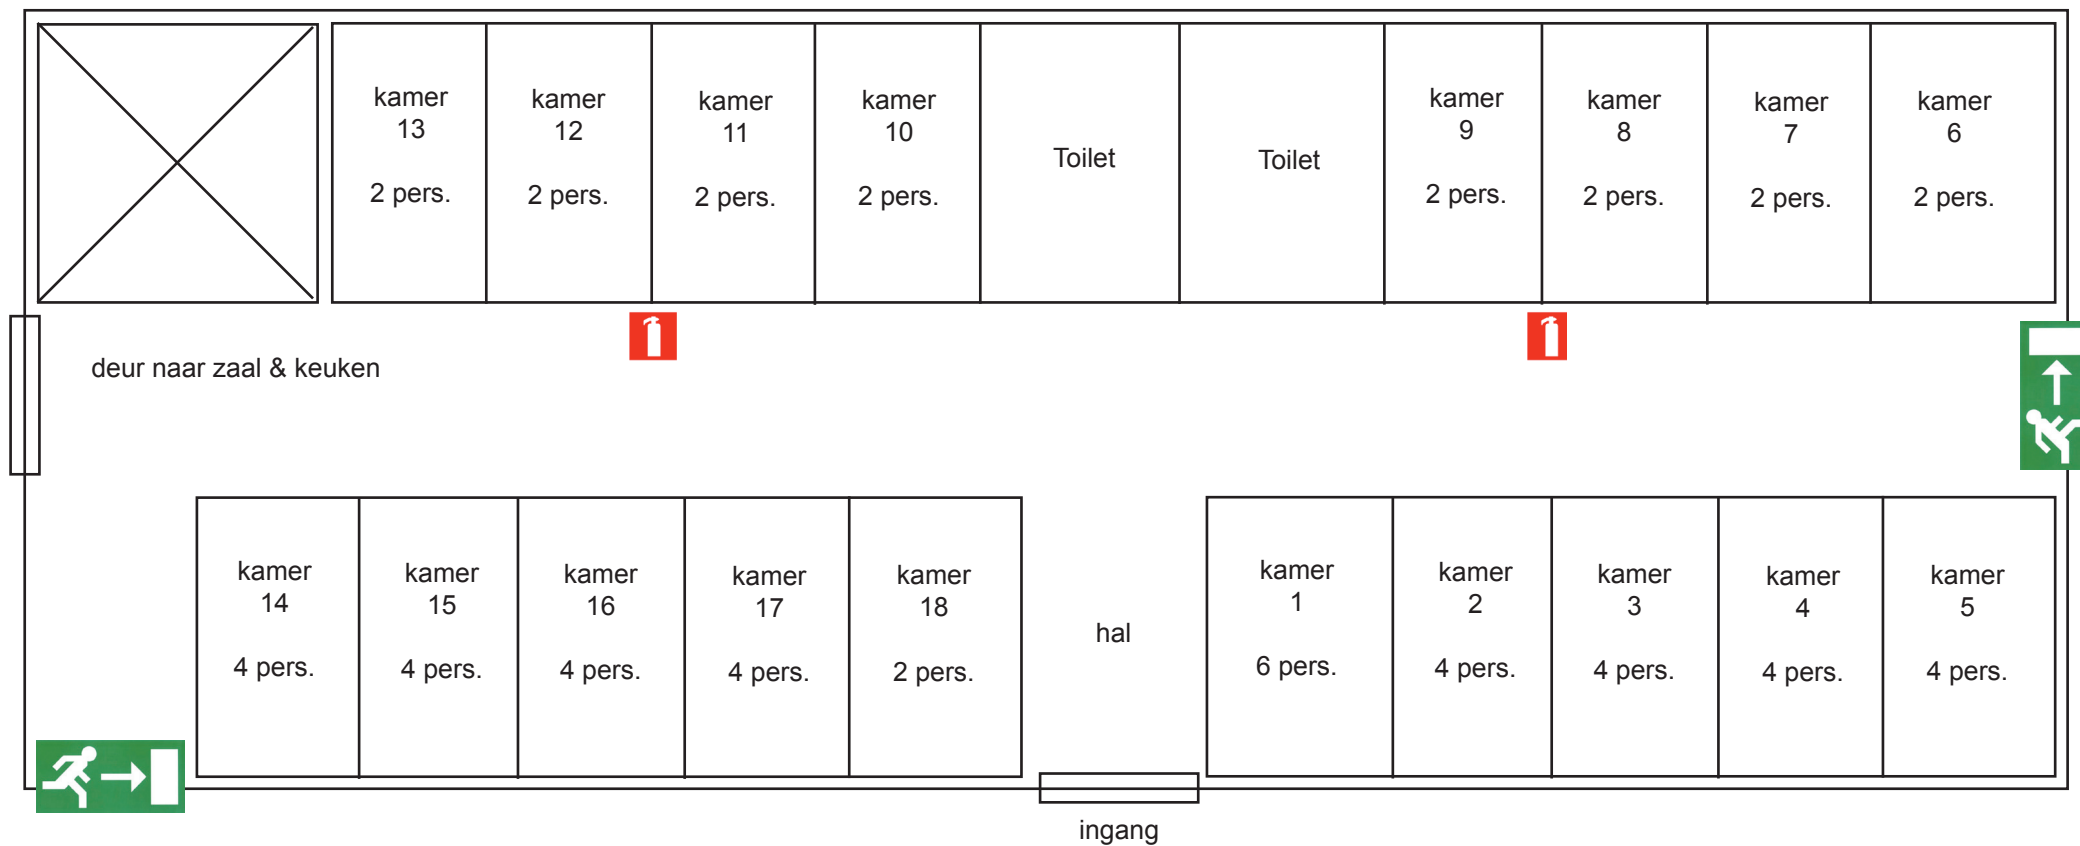 kamer
13
2 pers.
kamer
12
2 pers.
kamer
11
2 pers.
kamer
10
2 pers.
Toilet
Toilet
kamer
9
2 pers.
kamer
8
2 pers.
kamer
7
2 pers.
kamer
6
2 pers.
deur naar zaal & keuken
kamer
14
4 pers.
kamer
15
4 pers.
kamer
16
4 pers.
kamer
17
4 pers.
kamer
18
2 pers.
hal
kamer
1
6 pers.
kamer
2
4 pers.
kamer
3
4 pers.
kamer
4
4 pers.
kamer
5
4 pers.
ingang